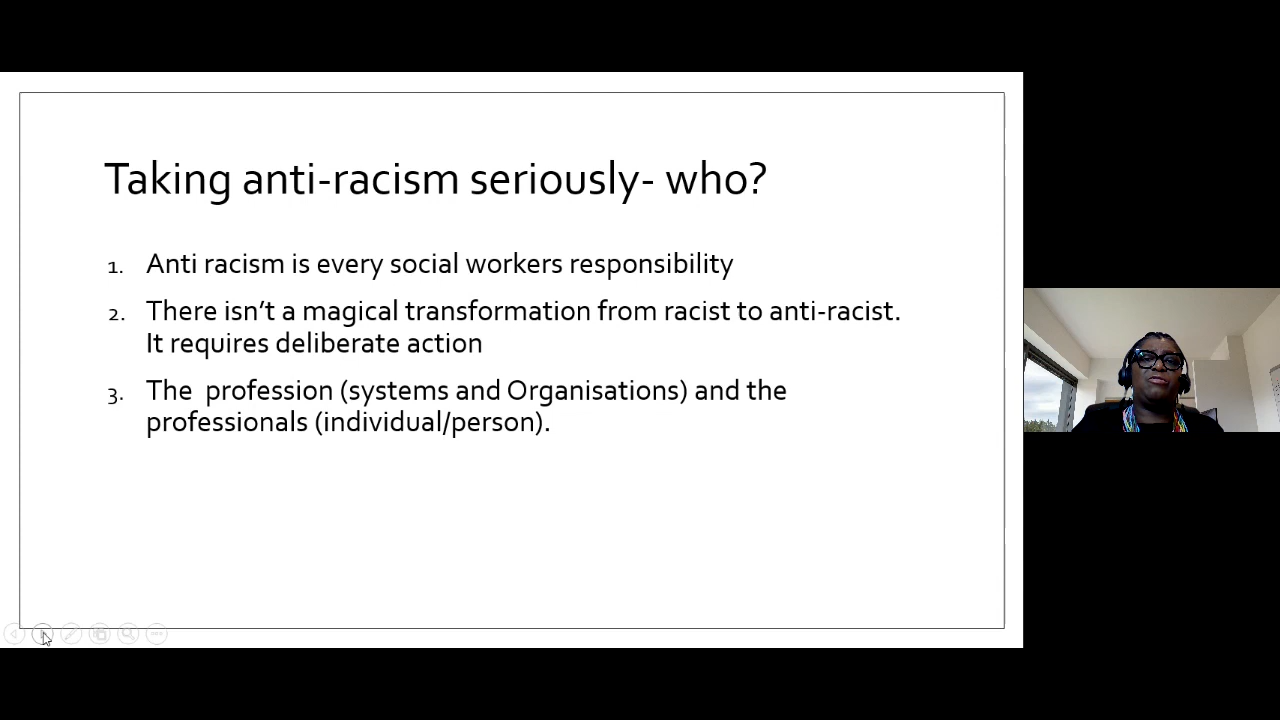 Taking anti-racism seriously- who?
1. Anti racism is every social workers responsibility
2. There isn’t a magical transformation from racist to anti-racist.
It requires deliberate action
3. The  profession (systems and Organisations) and the
professionals (individual/person).